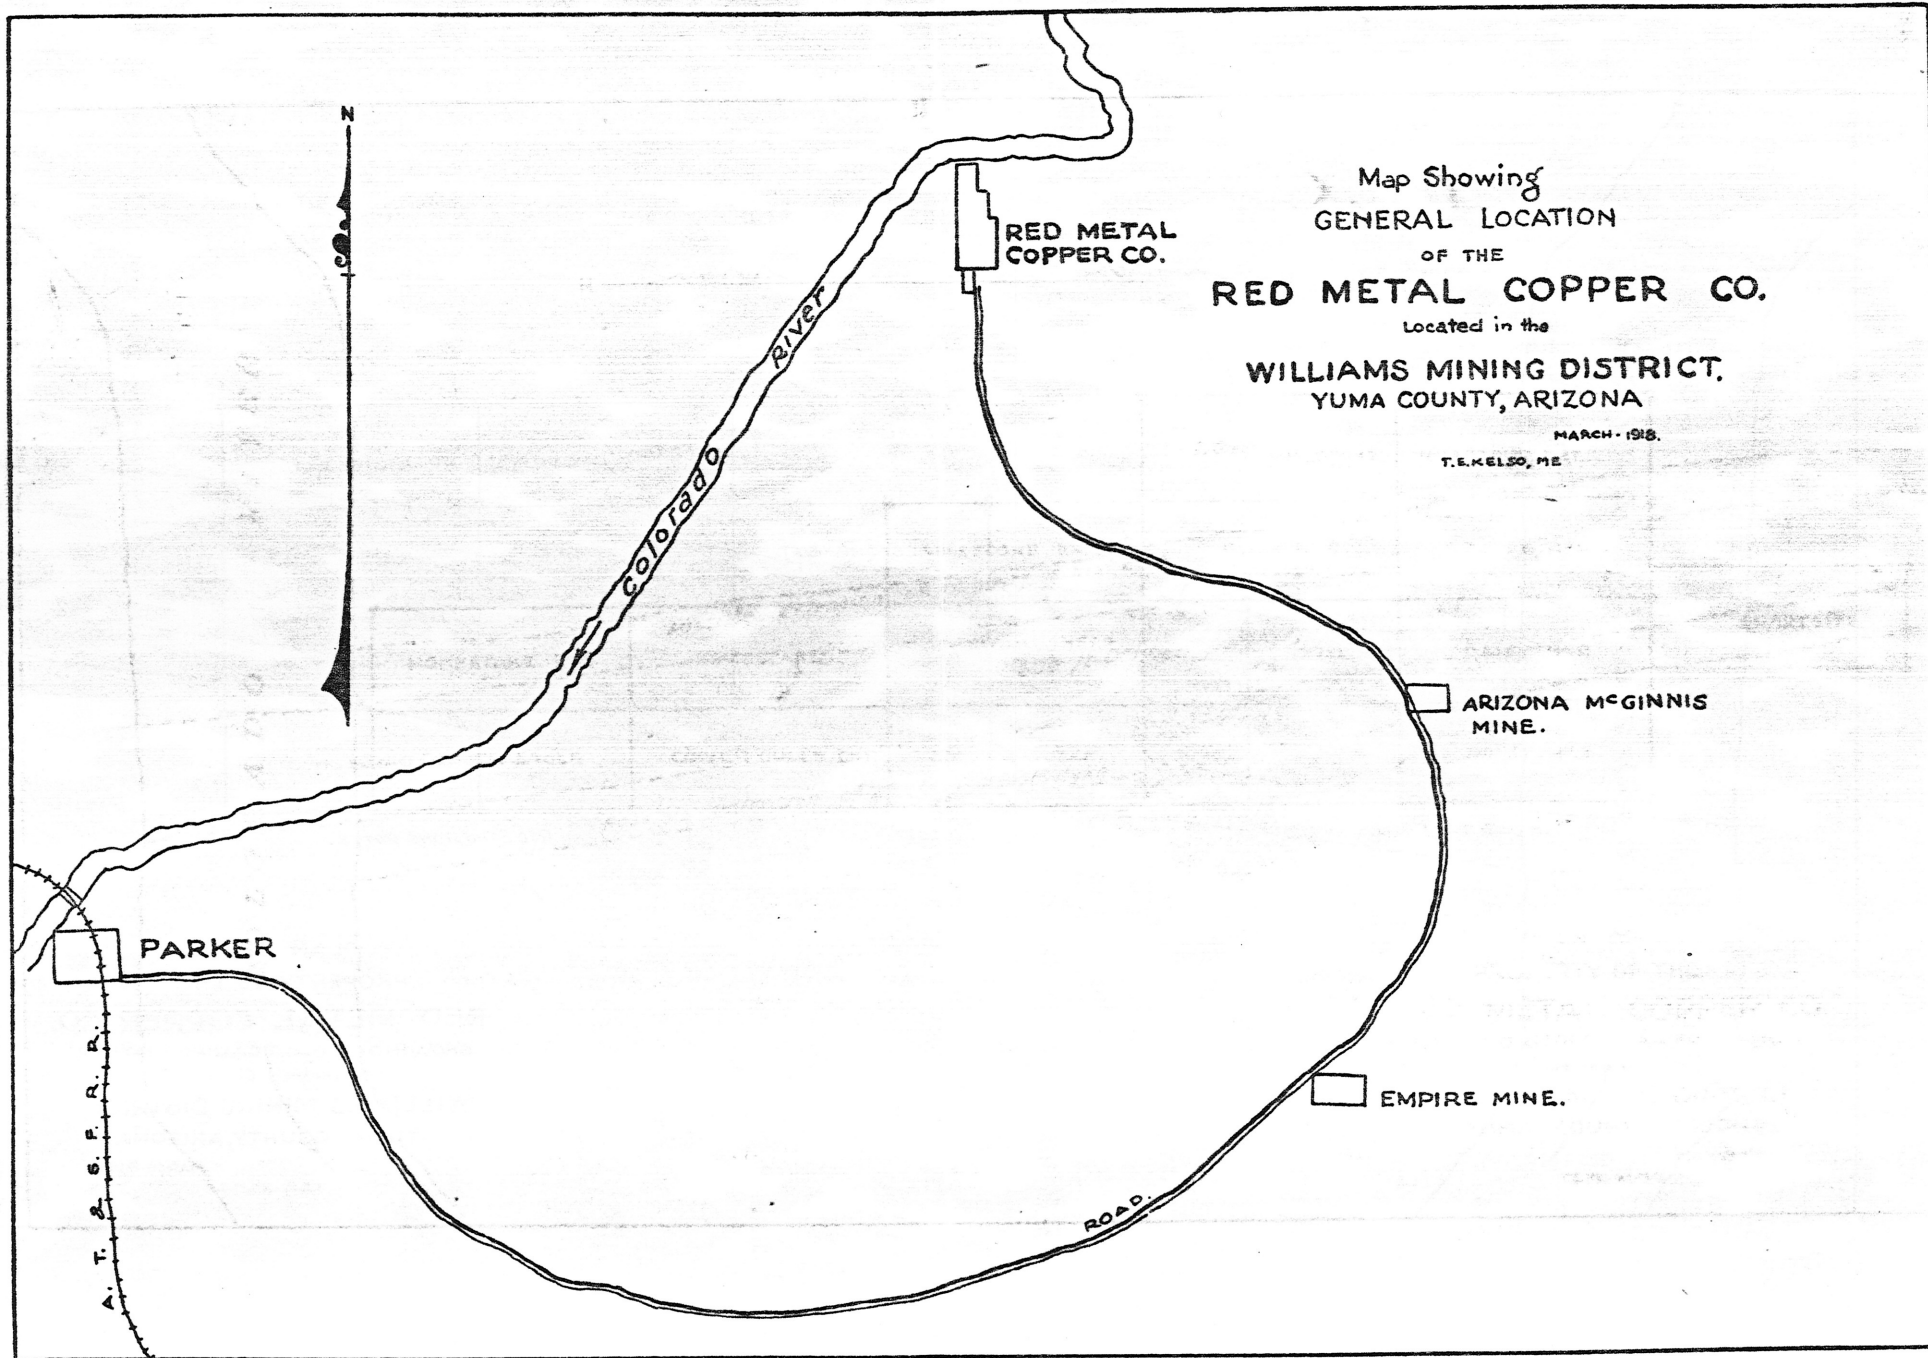 N
Map Showing
GENERAL LOCATION
OF THE
RED METAL COPPER CO.
Located in the
WILLIAMS MINING DISTRICT.
YUMA COUNTY, ARIZONA
MARCH - 1918.
T.E. KELSO, ME
RED METAL
COPPER CO.
Colorado River
ARIZONA McGINNIS
MINE.
PARKER
EMPIRE MINE.
ROAD.
A. T. & S. F. R. R.